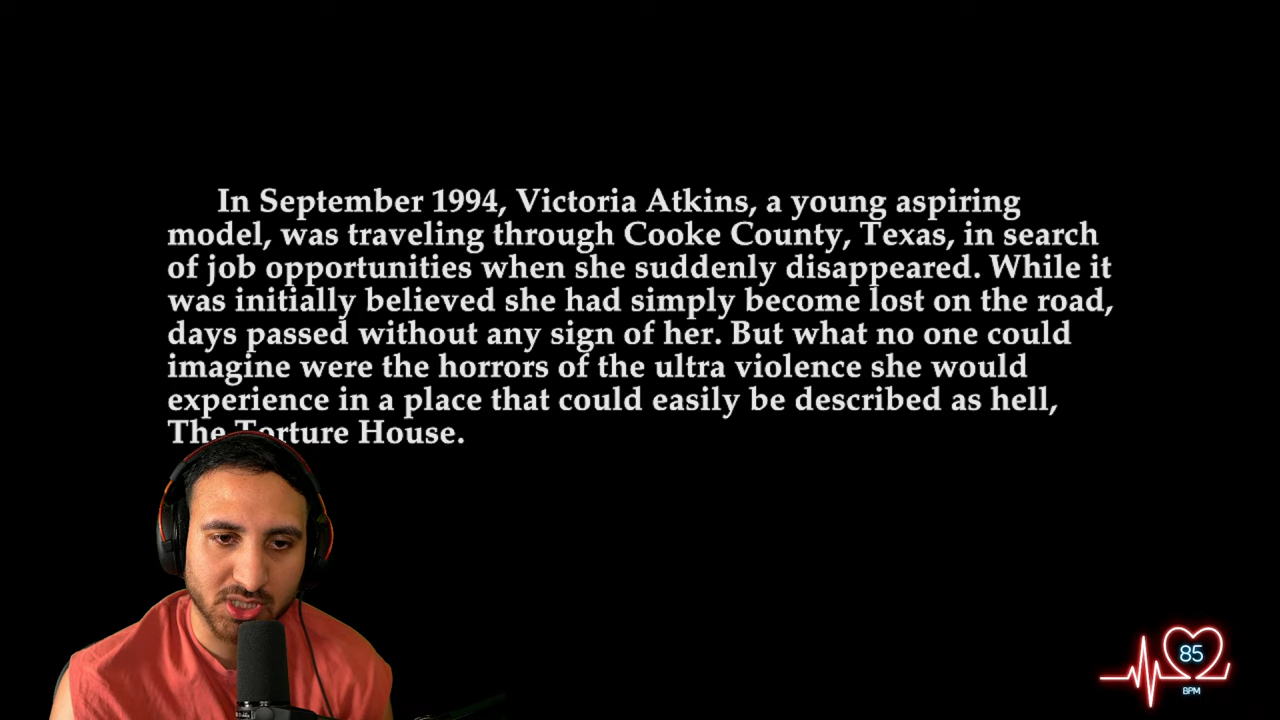 In September 1994, Victoria Atkins, a young aspiring
model, was traveling through Cooke County, Texas, in search
of job opportunities when she suddenly disappeared. While it
was initially believed she had simply become lost on the road,
days passed without any sign of her. But what no one could
imagine were the horrors of the ultra violence she would
experience in a place that could easily be described as hell,
The Torture House.
85
BPM